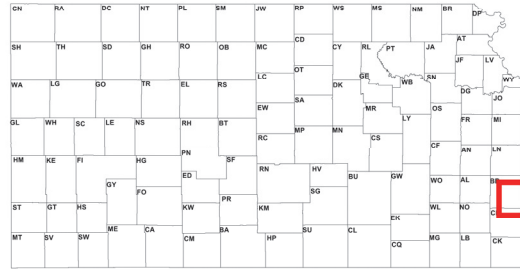 CN RA DC NT PL SM JW RP WS MS NM BR DP
CD AT
SH TH SD GH RO OB MC CY RL PT JA
JF LV
OT WY
LC GE WB SN
WA LG GO TR EL RS DK DG
JO
SA
EW MR OS
GL WH SC LE NS RH BT LY FR MI
MP MN
RC CS
CF AN LN
PN
HM KE FI HG SF
RN HV
ED BU GW
GY WO AL
FO SG
PR
ST GT HS KW KM WL NO
EK
ME CA BA SU CL
MT SV SW CM HP MG LB CK
CQ